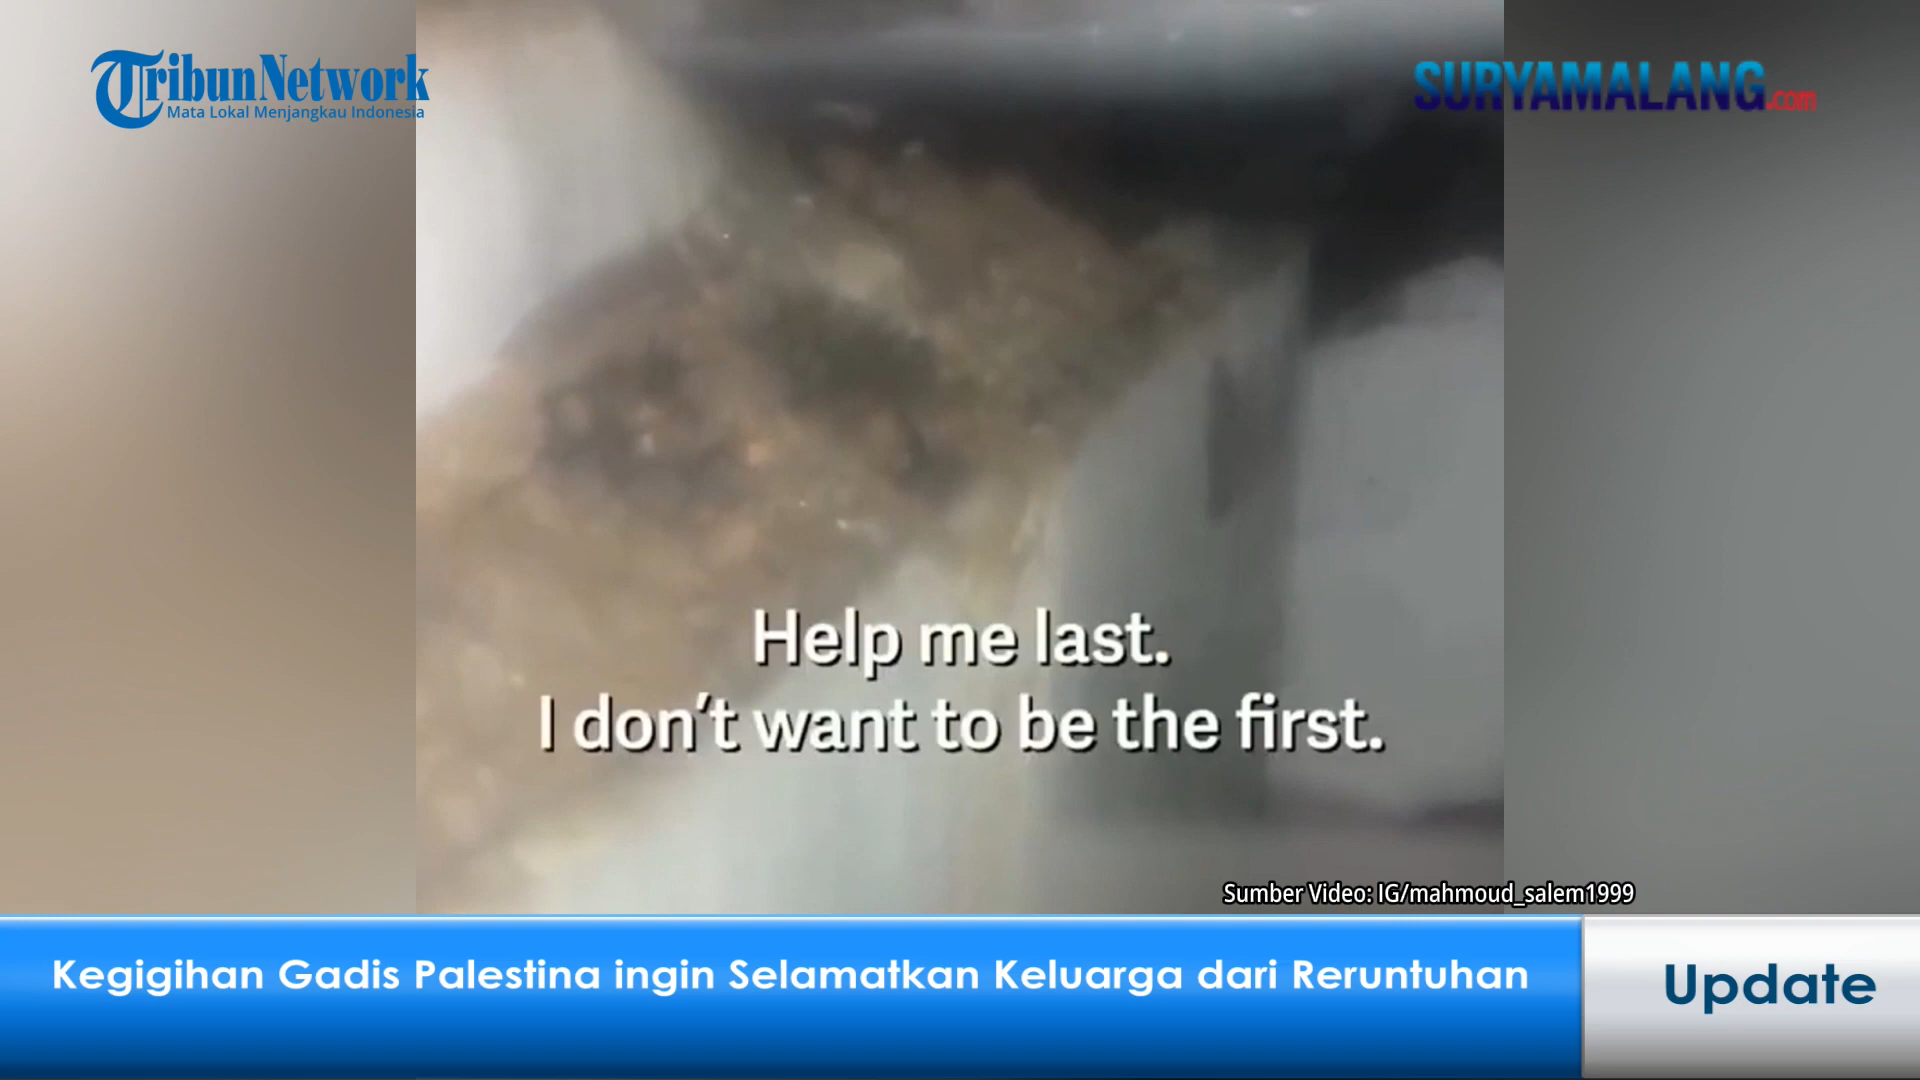 TribunNetwork
Mata Lokal Menjangkau Indonesia
SURYAMALANG.com
Help me last.
I don't want to be the first.
Sumber Video: IG/mahmoud_salem1999
Kegigihan Gadis Palestina ingin Selamatkan Keluarga dari Reruntuhan
Update